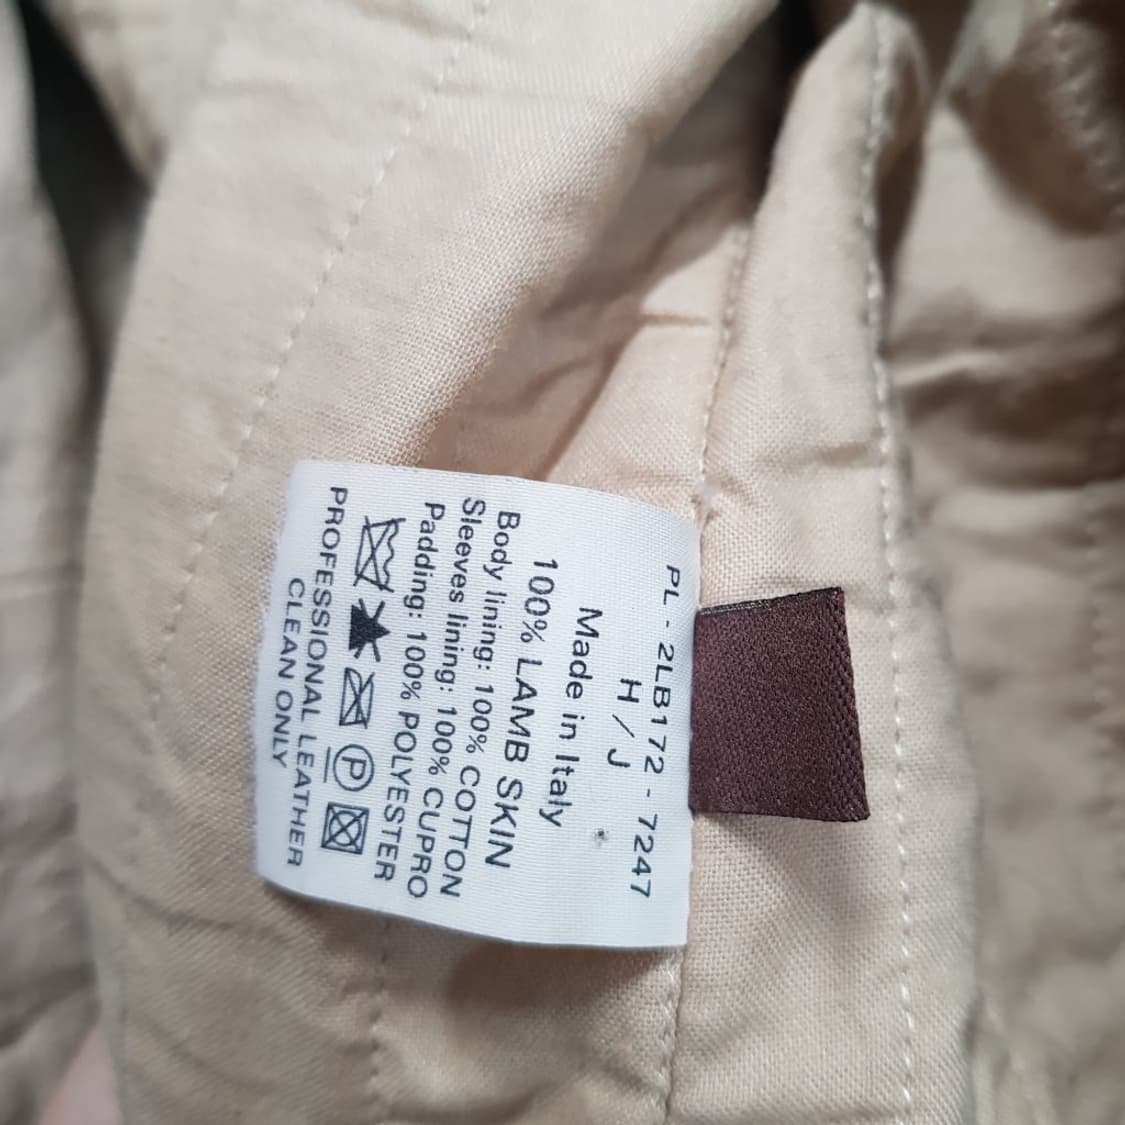 PL - 2LB172 - 7247
H / J
Made in Italy
100% LAMB SKIN
Body lining: 100% COTTON
Sleeves lining: 100% CUPRO
Padding: 100% POLYESTER
P
PROFESSIONAL LEATHER
CLEAN ONLY